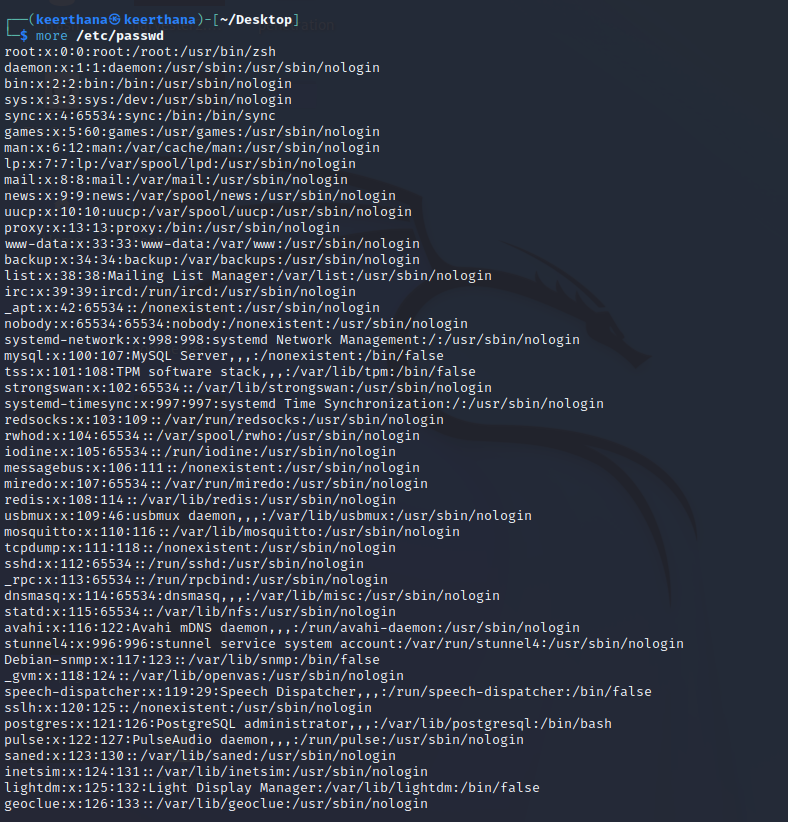 ┌──(keerthana㉿keerthana)-[~/Desktop]
└─$ more /etc/passwd
root:x:0:0:root:/root:/usr/bin/zsh
daemon:x:1:1:daemon:/usr/sbin:/usr/sbin/nologin
bin:x:2:2:bin:/bin:/usr/sbin/nologin
sys:x:3:3:sys:/dev:/usr/sbin/nologin
sync:x:4:65534:sync:/bin:/bin/sync
games:x:5:60:games:/usr/games:/usr/sbin/nologin
man:x:6:12:man:/var/cache/man:/usr/sbin/nologin
lp:x:7:7:lp:/var/spool/lpd:/usr/sbin/nologin
mail:x:8:8:mail:/var/mail:/usr/sbin/nologin
news:x:9:9:news:/var/spool/news:/usr/sbin/nologin
uucp:x:10:10:uucp:/var/spool/uucp:/usr/sbin/nologin
proxy:x:13:13:proxy:/bin:/usr/sbin/nologin
www-data:x:33:33:www-data:/var/www:/usr/sbin/nologin
backup:x:34:34:backup:/var/backups:/usr/sbin/nologin
list:x:38:38:Mailing List Manager:/var/list:/usr/sbin/nologin
irc:x:39:39:ircd:/run/ircd:/usr/sbin/nologin
_apt:x:42:65534::/nonexistent:/usr/sbin/nologin
nobody:x:65534:65534:nobody:/nonexistent:/usr/sbin/nologin
systemd-network:x:998:998:systemd Network Management:/:/usr/sbin/nologin
mysql:x:100:107:MySQL Server,,,:/nonexistent:/bin/false
tss:x:101:108:TPM software stack,,,:/var/lib/tpm:/bin/false
strongswan:x:102:65534::/var/lib/strongswan:/usr/sbin/nologin
systemd-timesync:x:997:997:systemd Time Synchronization:/:/usr/sbin/nologin
redsocks:x:103:109::/var/run/redsocks:/usr/sbin/nologin
rwhod:x:104:65534::/var/spool/rwho:/usr/sbin/nologin
iodine:x:105:65534::/run/iodine:/usr/sbin/nologin
messagebus:x:106:111::/nonexistent:/usr/sbin/nologin
miredo:x:107:65534::/var/run/miredo:/usr/sbin/nologin
redis:x:108:114::/var/lib/redis:/usr/sbin/nologin
usbmux:x:109:46:usbmux daemon,,,:/var/lib/usbmux:/usr/sbin/nologin
mosquitto:x:110:116::/var/lib/mosquitto:/usr/sbin/nologin
tcpdump:x:111:118::/nonexistent:/usr/sbin/nologin
sshd:x:112:65534::/run/sshd:/usr/sbin/nologin
_rpc:x:113:65534::/run/rpcbind:/usr/sbin/nologin
dnsmasq:x:114:65534:dnsmasq,,,:/var/lib/misc:/usr/sbin/nologin
statd:x:115:65534::/var/lib/nfs:/usr/sbin/nologin
avahi:x:116:122:Avahi mDNS daemon,,,:/run/avahi-daemon:/usr/sbin/nologin
stunnel4:x:996:996:stunnel service system account:/var/run/stunnel4:/usr/sbin/nologin
Debian-snmp:x:117:123::/var/lib/snmp:/bin/false
_gvm:x:118:124::/var/lib/openvas:/usr/sbin/nologin
speech-dispatcher:x:119:29:Speech Dispatcher,,,:/run/speech-dispatcher:/bin/false
sslh:x:120:125::/nonexistent:/usr/sbin/nologin
postgres:x:121:126:PostgreSQL administrator,,,:/var/lib/postgresql:/bin/bash
pulse:x:122:127:PulseAudio daemon,,,:/run/pulse:/usr/sbin/nologin
saned:x:123:130::/var/lib/saned:/usr/sbin/nologin
inetsim:x:124:131::/var/lib/inetsim:/usr/sbin/nologin
lightdm:x:125:132:Light Display Manager:/var/lib/lightdm:/bin/false
geoclue:x:126:133::/var/lib/geoclue:/usr/sbin/nologin